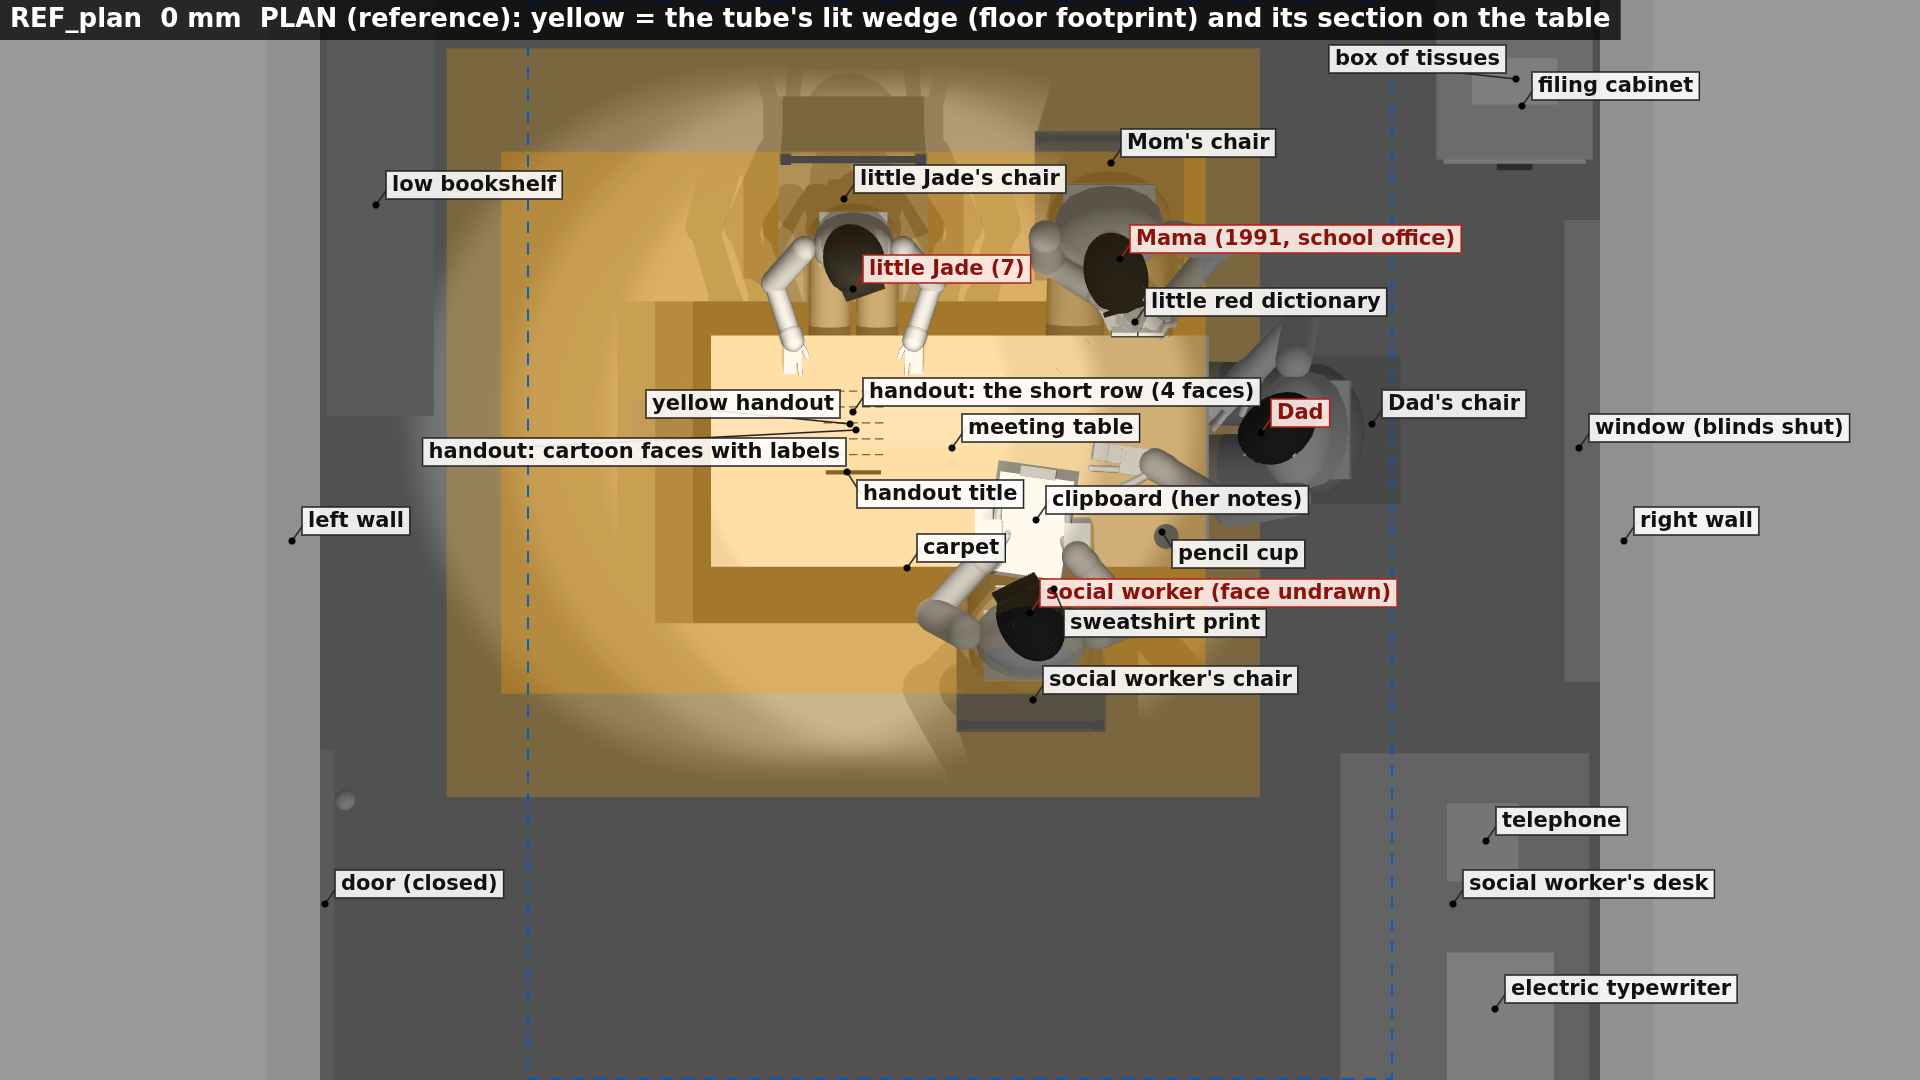 REF_plan  0 mm  PLAN (reference): yellow = the tube's lit wedge (floor footprint) and its section on the table
box of tissues
filing cabinet
Mom's chair
low bookshelf
little Jade's chair
Mama (1991, school office)
little Jade (7)
little red dictionary
handout: the short row (4 faces)
yellow handout
Dad's chair
Dad
meeting table
window (blinds shut)
handout: cartoon faces with labels
handout title
clipboard (her notes)
left wall
right wall
carpet
pencil cup
social worker (face undrawn)
sweatshirt print
social worker's chair
telephone
door (closed)
social worker's desk
electric typewriter